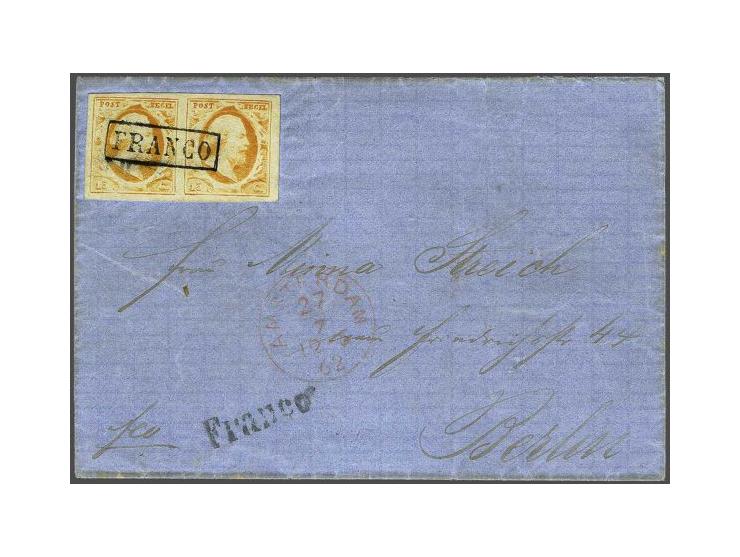 POST ZEGEL POST ZEGEL
FRANCO
Frau Minna Streich
AMSTERDAM
27
7
62
Friedrichstr 44
fco
Franco
Berlin